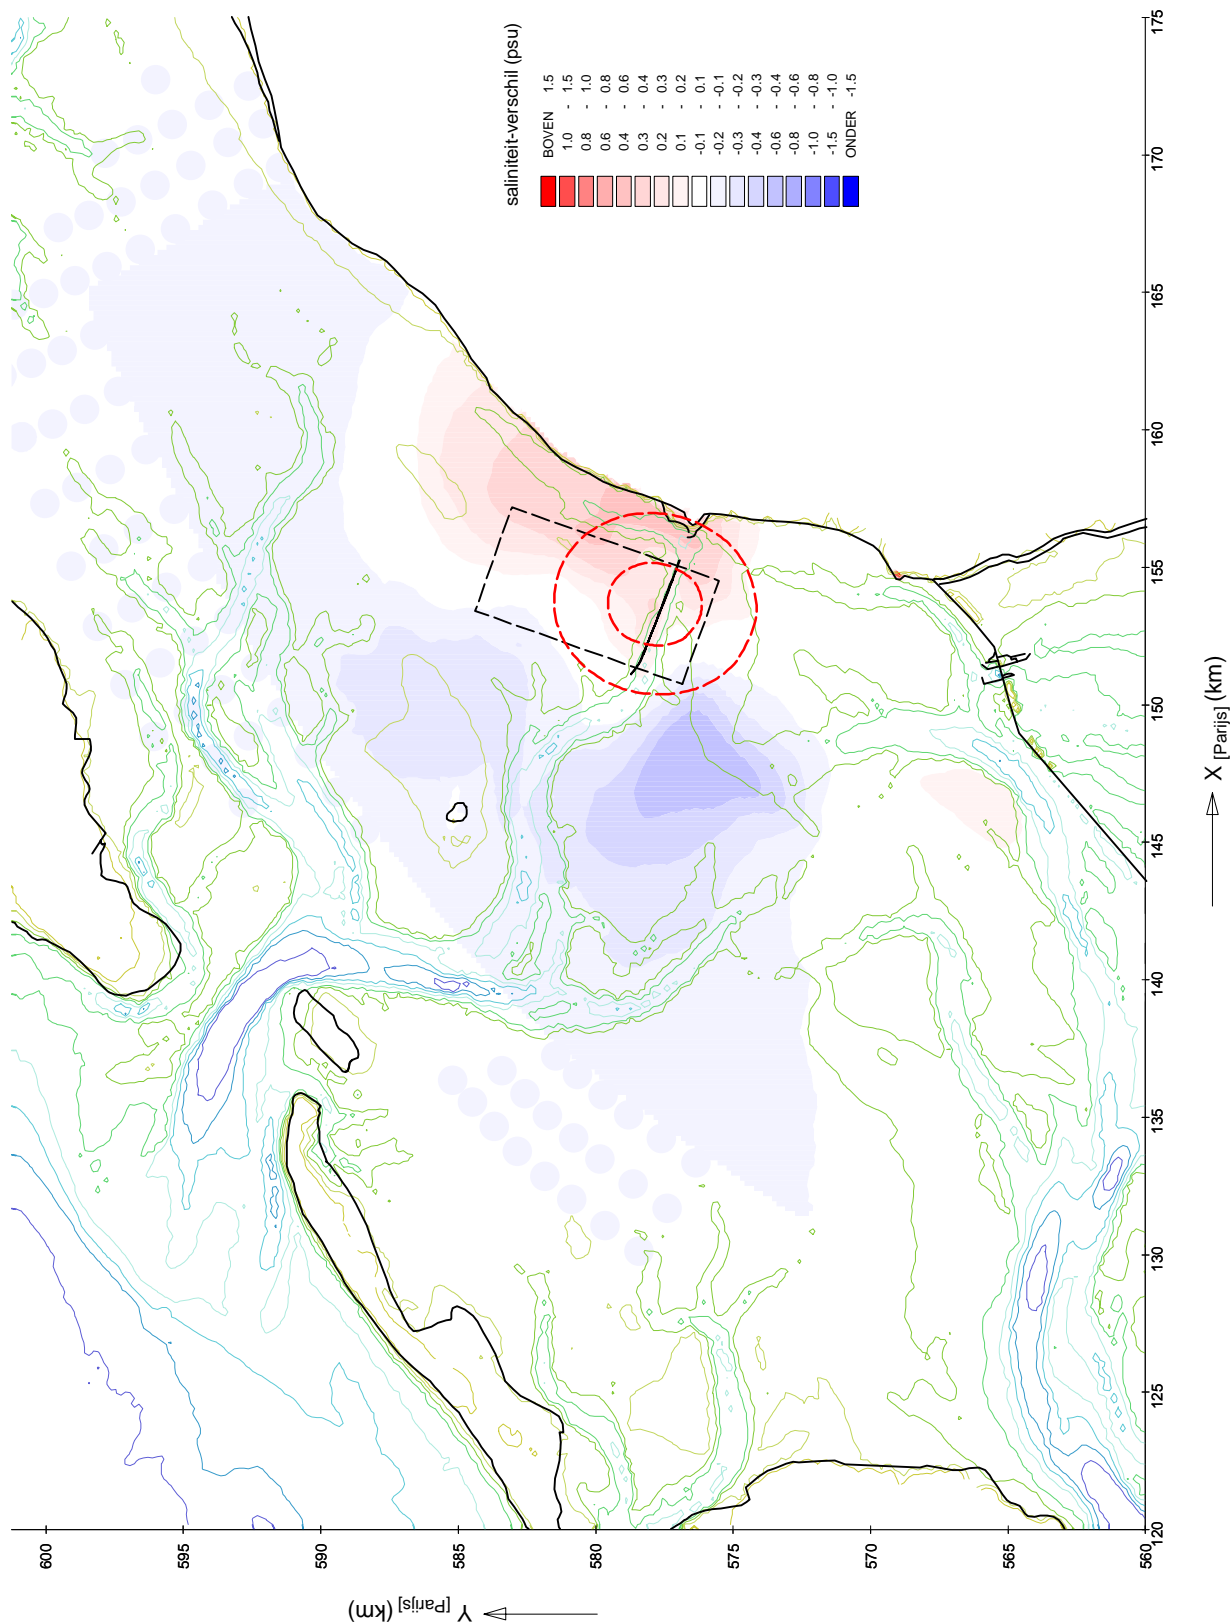 saliniteit-verschil (psu)
BOVEN 1.5
1.0 - 1.5
0.8 - 1.0
0.6 - 0.8
0.4 - 0.6
0.3 - 0.4
0.2 - 0.3
0.1 - 0.2
-0.1 - 0.1
-0.2 - -0.1
-0.3 - -0.2
-0.4 - -0.3
-0.6 - -0.4
-0.8 - -0.6
-1.0 - -0.8
-1.5 - -1.0
ONDER -1.5
Y [Parijs] (km)
600
595
590
585
580
575
570
565
560
X [Parijs] (km)
120
125
130
135
140
145
150
155
160
165
170
175